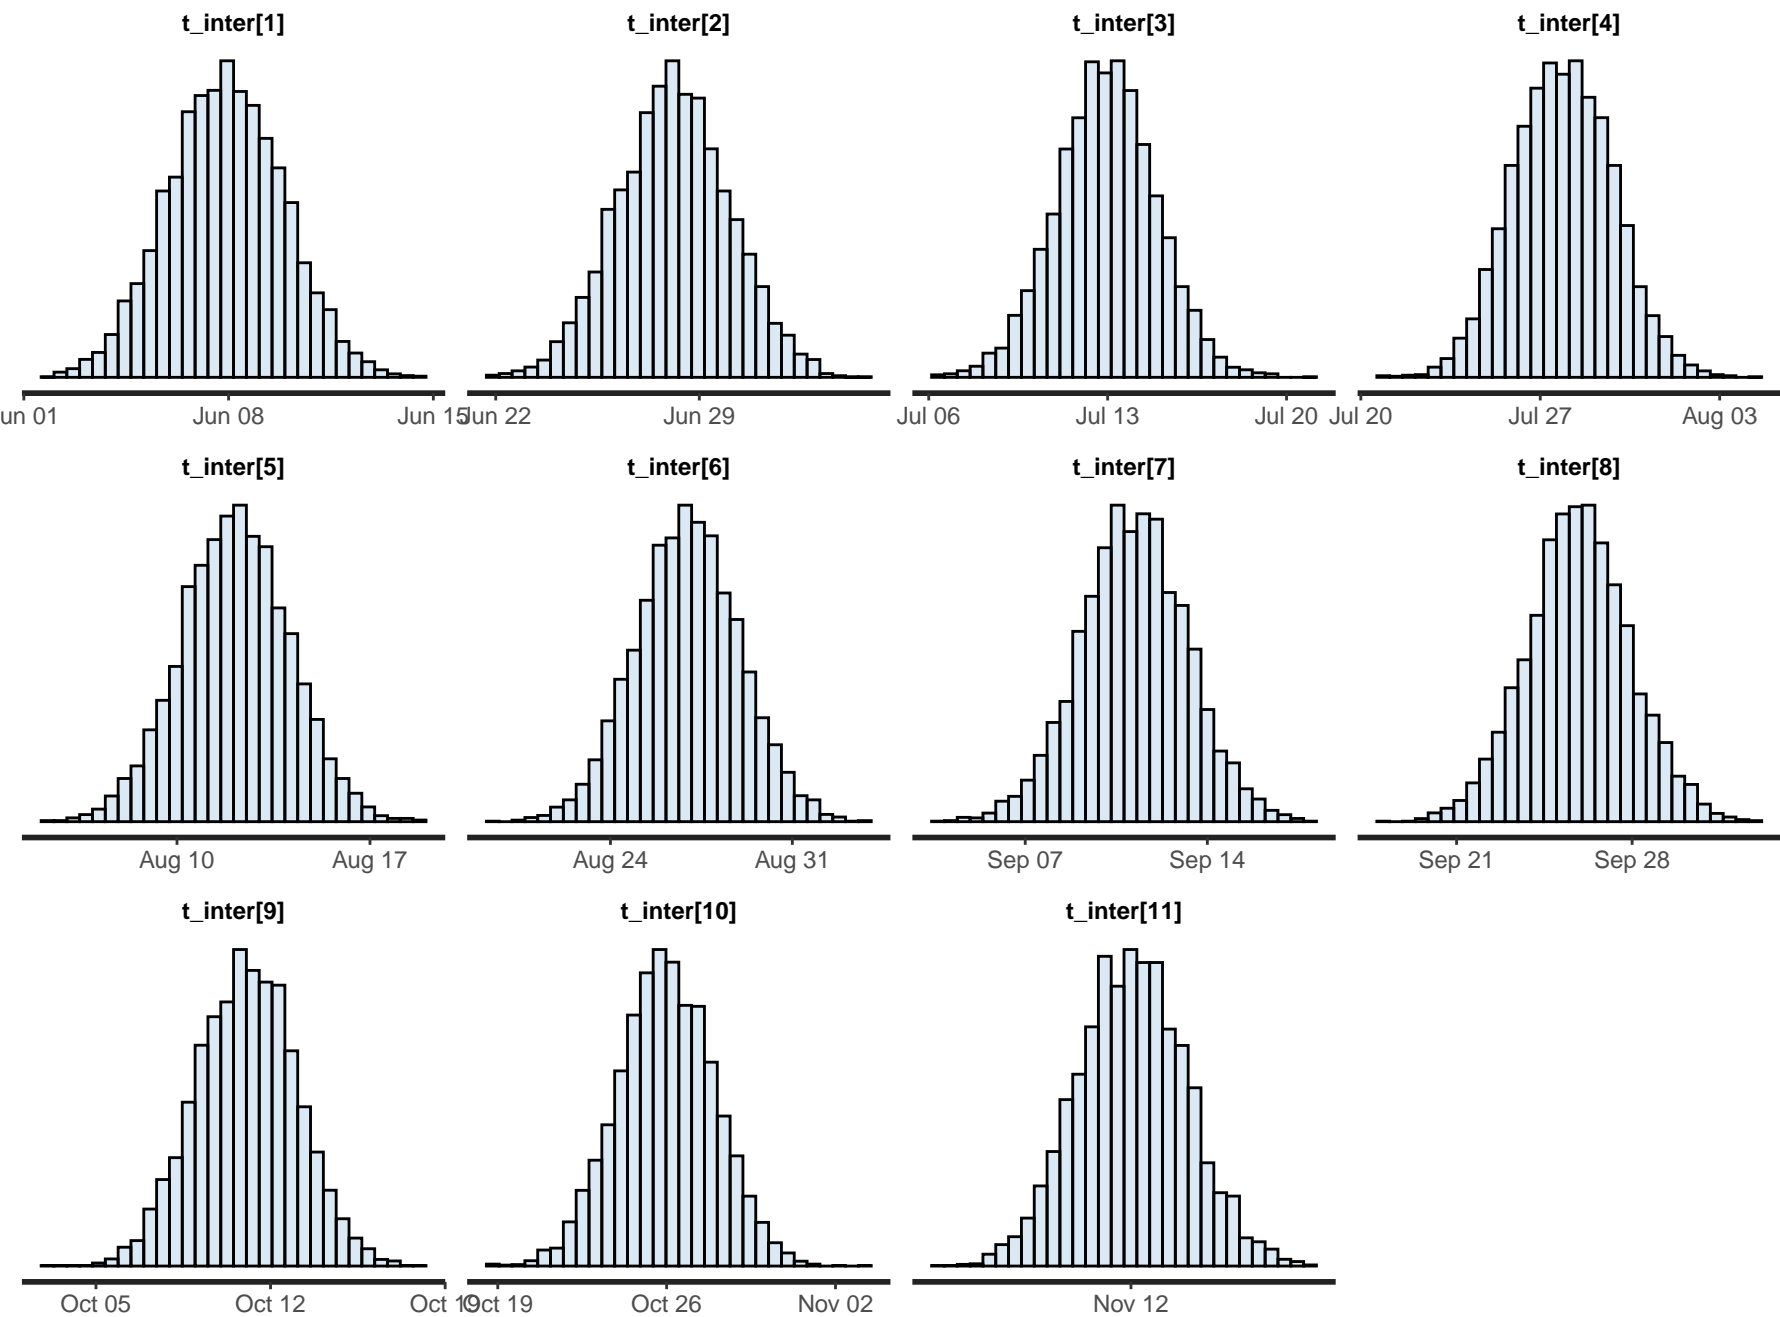 t_inter[1] t_inter[2] t_inter[3] t_inter[4]
un 01 Jun 08 Jun 15 Jun 22 Jun 29 Jul 06 Jul 13 Jul 20 Jul 20 Jul 27 Aug 03
t_inter[5] t_inter[6] t_inter[7] t_inter[8]
Aug 10 Aug 17 Aug 24 Aug 31 Sep 07 Sep 14 Sep 21 Sep 28
t_inter[9] t_inter[10] t_inter[11]
Oct 05 Oct 12 Oct 19 Oct 19 Oct 26 Nov 02 Nov 12